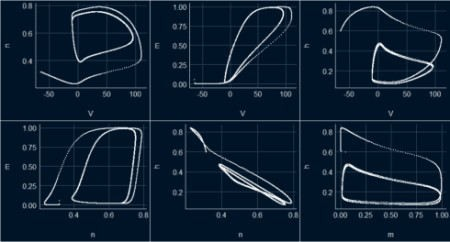 0.8 1.00 0.8
0.75
n 0.6 m 0.50 h 0.6
0.4
0.4 0.25
0.00 0.2
-50 0 50 100 -50 0 50 100 -50 0 50 100
V V V
1.00 0.8 0.8
0.75
m 0.50 h 0.6 h 0.6
0.25 0.4 0.4
0.00 0.2 0.2
0.4 0.6 0.8 0.4 0.6 0.8 0.00 0.25 0.50 0.75 1.00
n n m